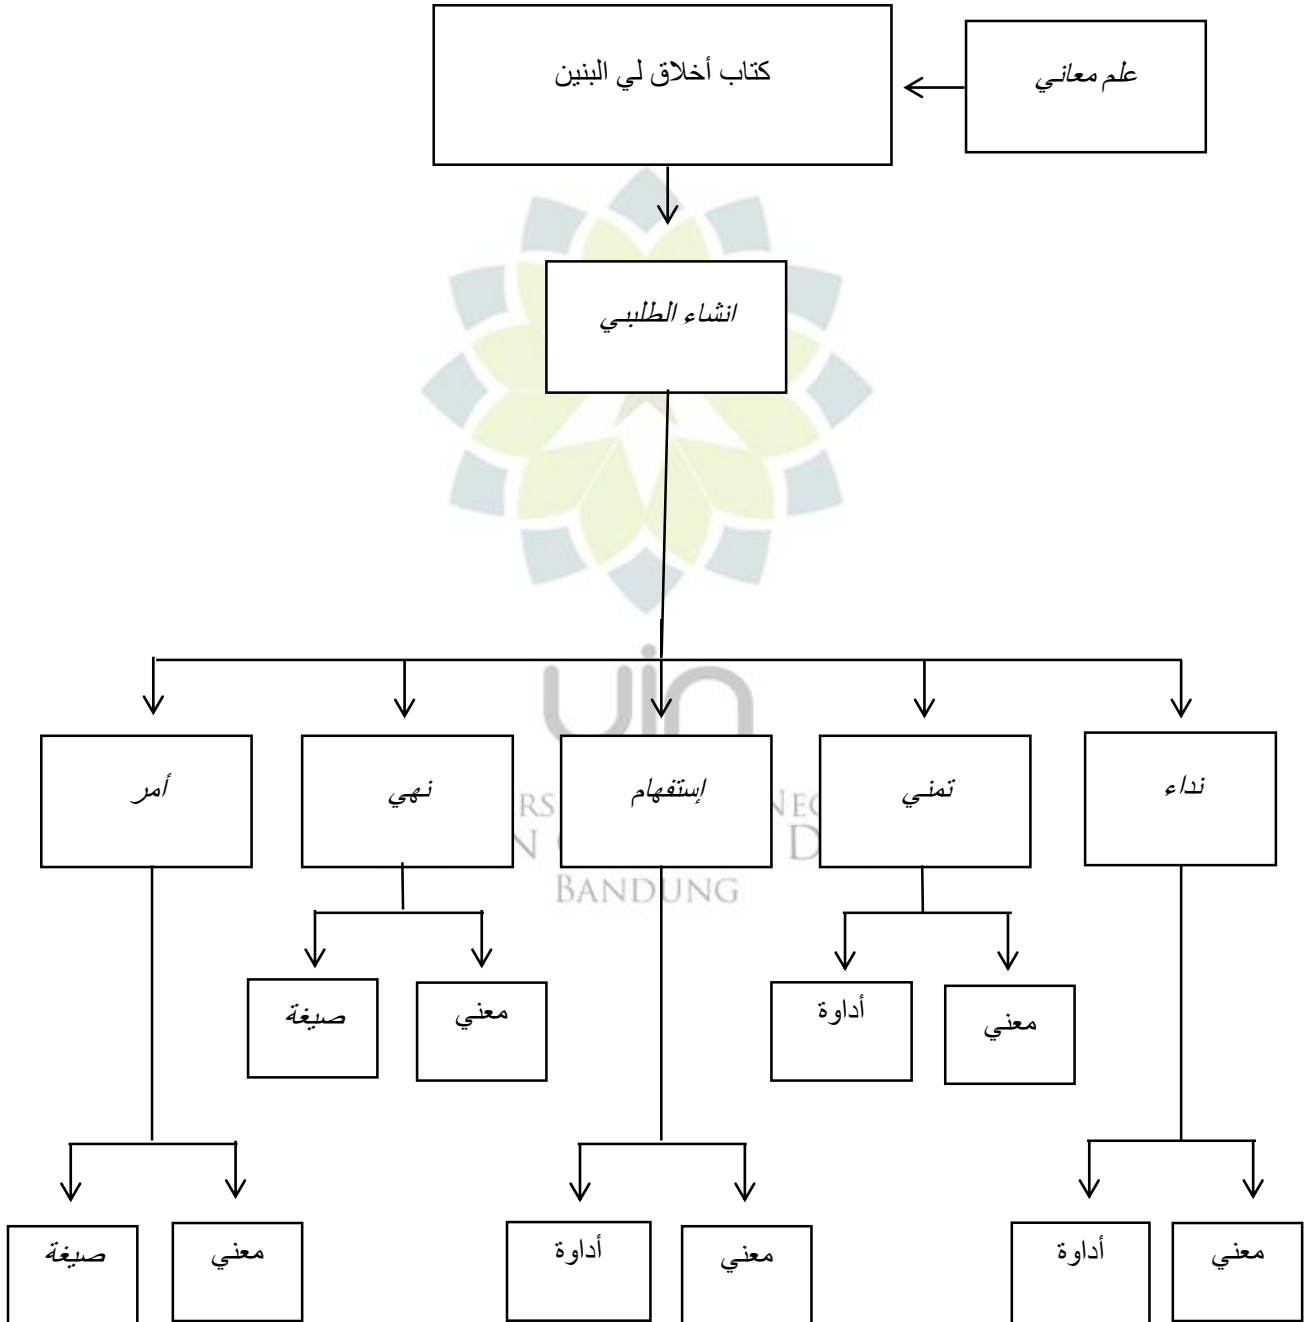 كتاب أخلاق لي البنين
علم معاني
انشاء الطلبي
أمر
نهي
إستفهام
تمني
نداء
uin
BANDUNG
صيغة
معني
أداوة
معني
صيغة
معني
أداوة
معني
أداوة
معني